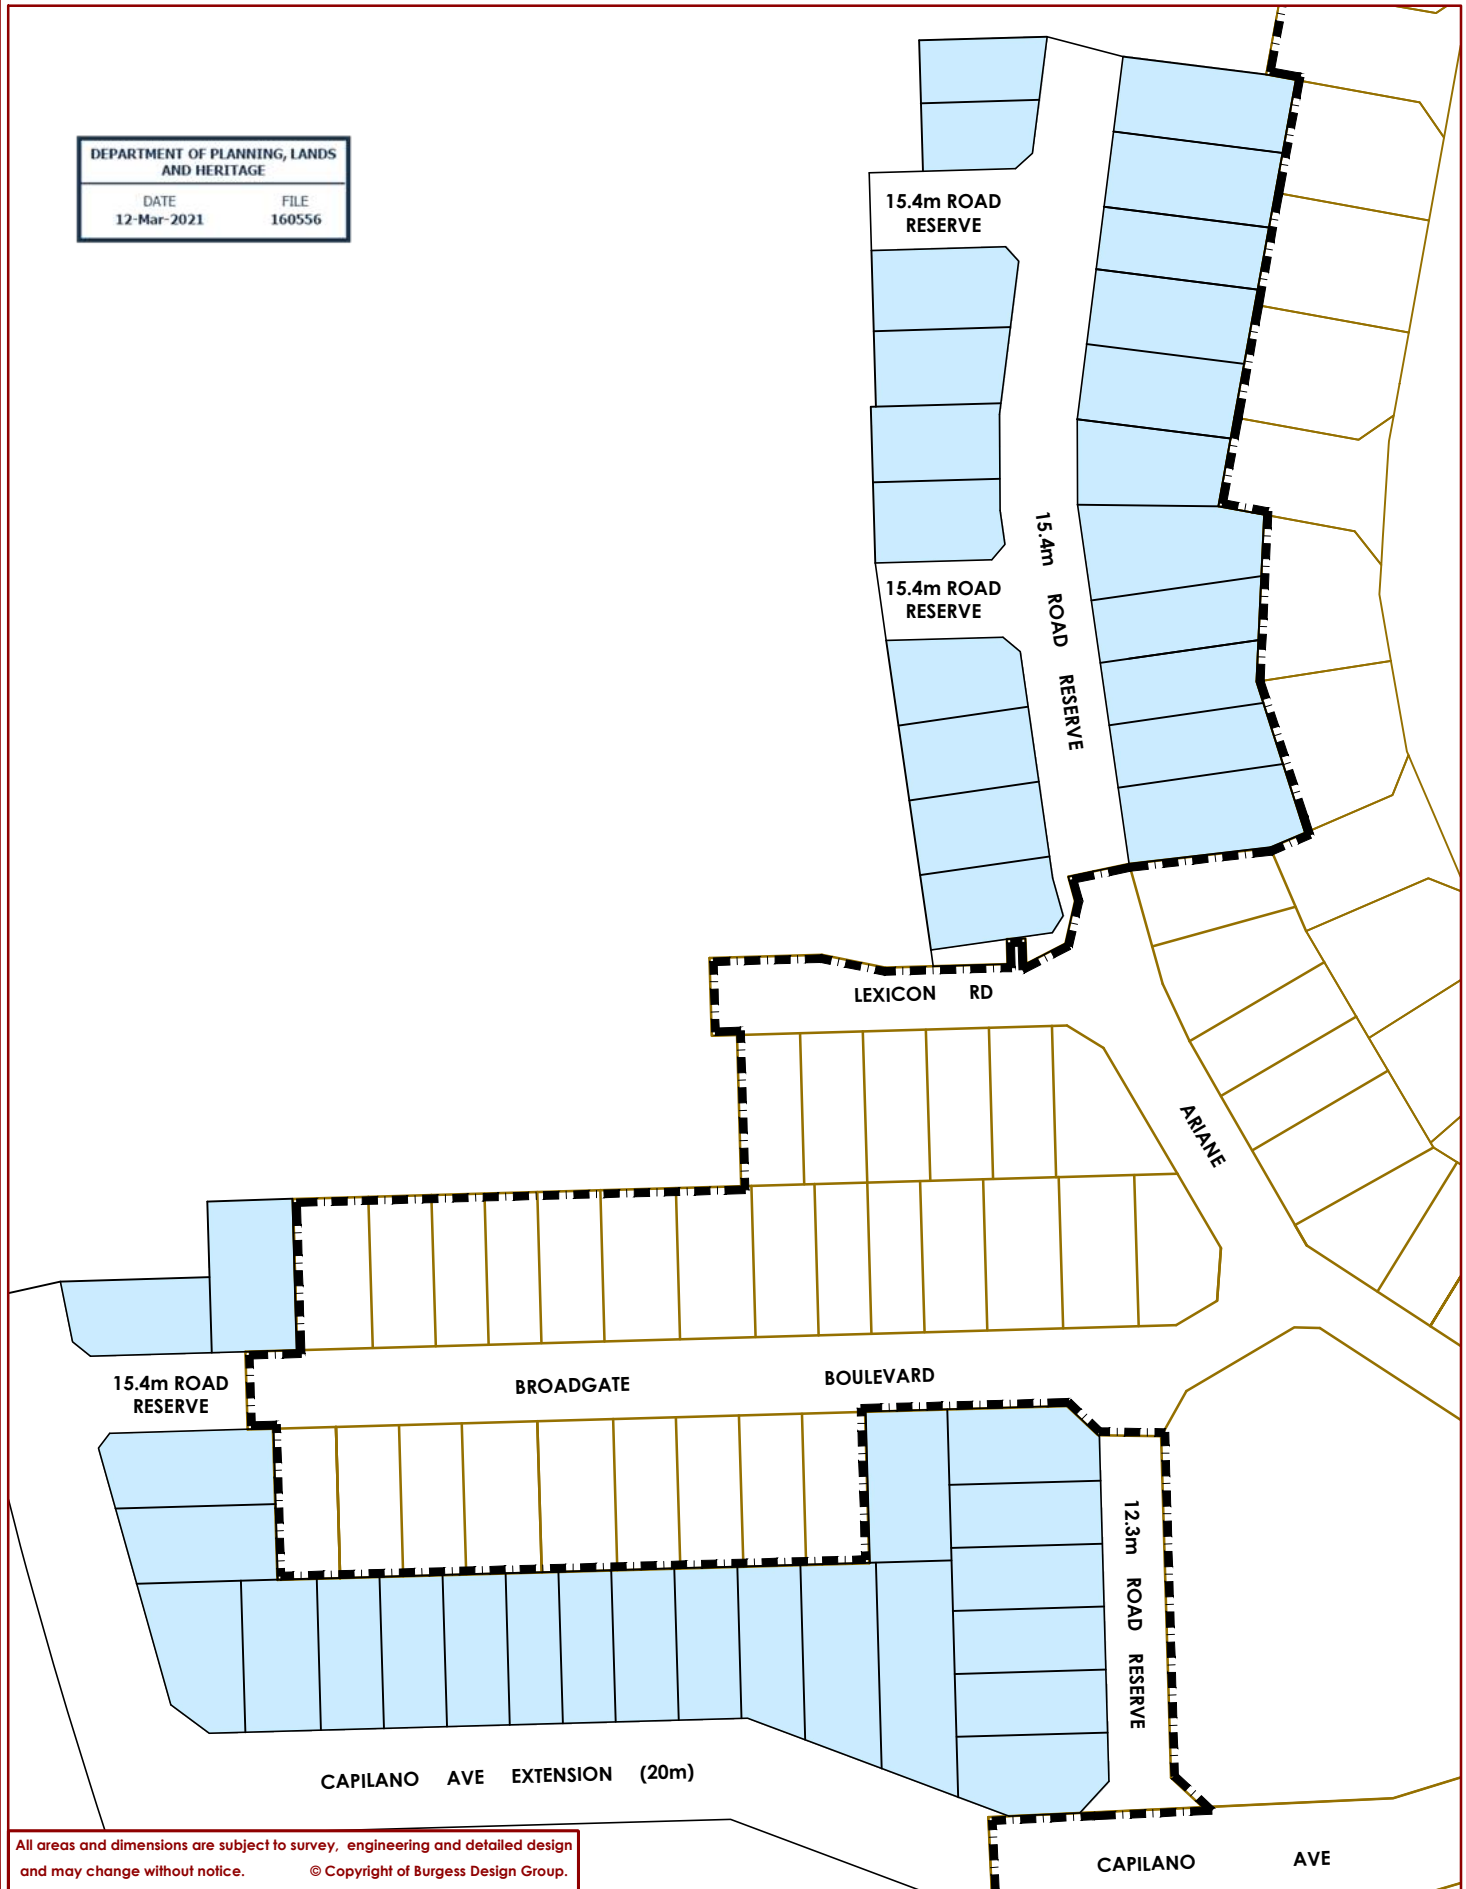 DEPARTMENT OF PLANNING, LANDS
AND HERITAGE
DATE FILE
12-Mar-2021 160556
15.4m ROAD
RESERVE
15.4m ROAD RESERVE
15.4m ROAD
RESERVE
LEXICON RD
ARIANE
BROADGATE BOULEVARD
15.4m ROAD
RESERVE
12.3m ROAD RESERVE
CAPILANO AVE EXTENSION (20m)
CAPILANO AVE
All areas and dimensions are subject to survey, engineering and detailed design
and may change without notice. © Copyright of Burgess Design Group.